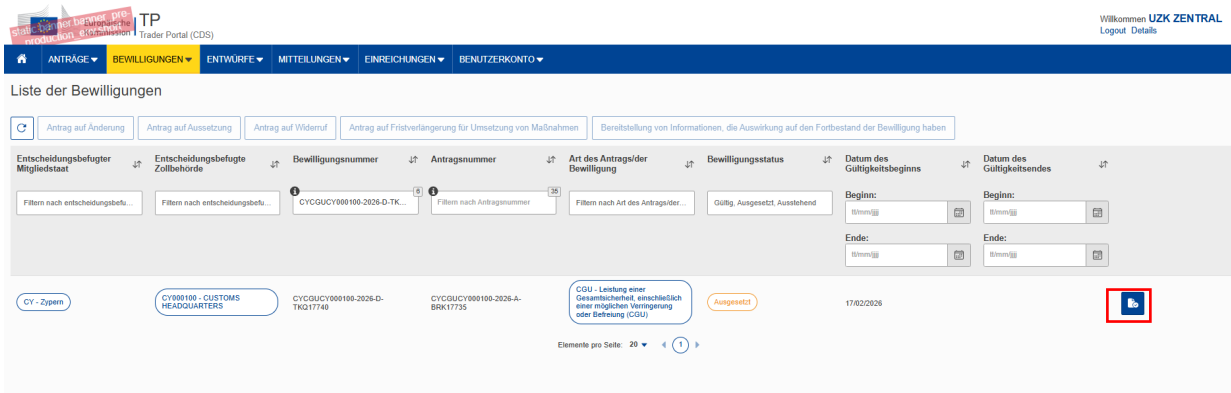 static banner banner_pre-
production_
Europäische
Kommission
TP
Trader Portal (CDS)
Willkommen UZK ZENTRAL
Logout Details
ANTRÄGE BEWILLIGUNGEN ENTWÜRFE MITTEILUNGEN EINREICHUNGEN BENUTZERKONTO
Liste der Bewilligungen
Antrag auf Änderung Antrag auf Aussetzung Antrag auf Widerruf Antrag auf Fristverlängerung für Umsetzung von Maßnahmen Bereitstellung von Informationen, die Auswirkung auf den Fortbestand der Bewilligung haben
Entscheidungsbefugter
Mitgliedstaat
Entscheidungsbefugte
Zollbehörde
Bewilligungsnummer
Antragsnummer
Art des Antrags/der
Bewilligung
Bewilligungsstatus
Datum des
Gültigkeitsbeginns
Datum des
Gültigkeitsendes
Filtern nach entscheidungsbefu...
Filtern nach entscheidungsbefu...
6
CYCGUCY000100-2026-D-TK...
35
Filtern nach Antragsnummer
Filtern nach Art des Antrags/der...
Gültig, Ausgesetzt, Ausstehend
Beginn:
tt/mm/jjjj
Ende:
tt/mm/jjjj
Beginn:
tt/mm/jjjj
Ende:
tt/mm/jjjj
CY - Zypern
CY000100 - CUSTOMS
HEADQUARTERS
CYCGUCY000100-2026-D-
TKQ17740
CYCGUCY000100-2026-A-
BRK17735
CGU - Leistung einer
Gesamtsicherheit, einschließlich
einer möglichen Verringerung
oder Befreiung (CGU)
Ausgesetzt
17/02/2026
Elemente pro Seite: 20 1